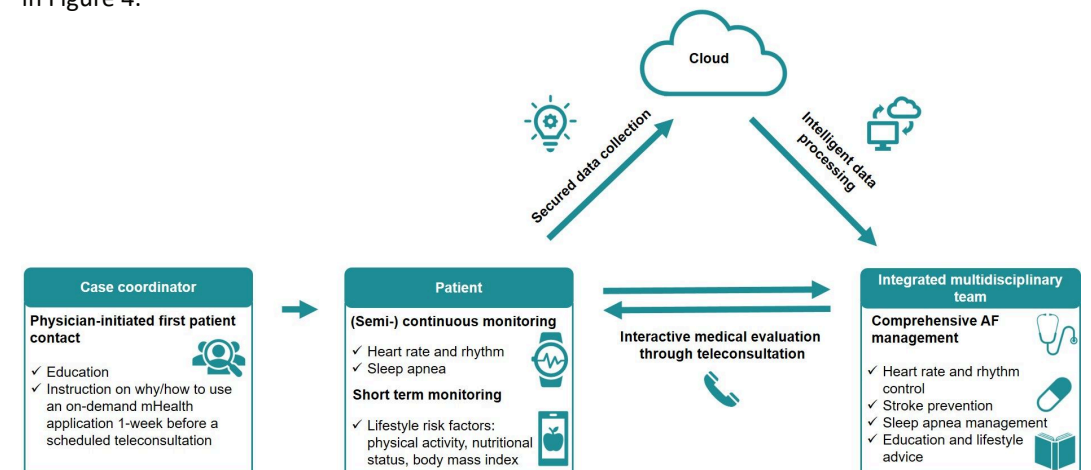 in Figure 4.
Cloud
Secured data collection
Intelligent data
processing
Case coordinator
Physician-initiated first patient
contact
✓ Education
✓ Instruction on why/how to use
an on-demand mHealth
application 1-week before a
scheduled teleconsultation
Patient
(Semi-) continuous monitoring
✓ Heart rate and rhythm
✓ Sleep apnea
Short term monitoring
✓ Lifestyle risk factors:
physical activity, nutritional
status, body mass index
Interactive medical evaluation
through teleconsultation
Integrated multidisciplinary
team
Comprehensive AF
management
✓ Heart rate and rhythm
control
✓ Stroke prevention
✓ Sleep apnea management
✓ Education and lifestyle
advice